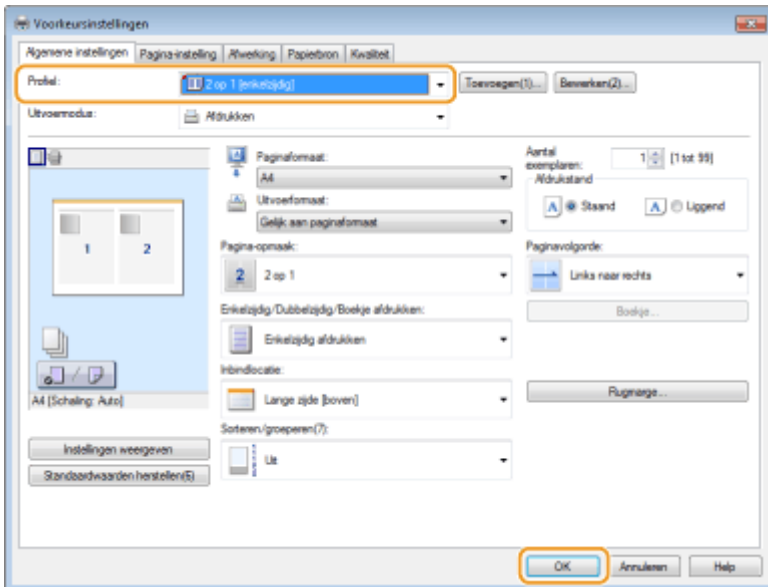 Voorkeursinstellingen
Algemene instellingen Pagina-instelling Afwerking Papierbron Kwaliteit
Profiel: 2 op 1 [enkelzijdig] Toevoegen(1)... Bewerken(2)...
Uitvoermodus: Afdrukken
Paginaformaat:
A4
Uitvoerformaat:
Gelijk aan paginaformaat
Aantal
exemplaren: 1 [1 tot 99]
Afdrukstand
A Staand A Liggend
1 2
Pagina-opmaak:
2 2 op 1
Paginavolgorde:
Links naar rechts
Enkelzijdig/Dubbelzijdig/Boekje afdrukken:
Enkelzijdig afdrukken
Boekje...
Inbindlocatie:
Lange zijde [boven]
Rugmarge...
A4 [Schaling: Auto]
Sorteren/groeperen(7):
Uit
Instellingen weergeven
Standaardwaarden herstellen(6)
OK Annuleren Help